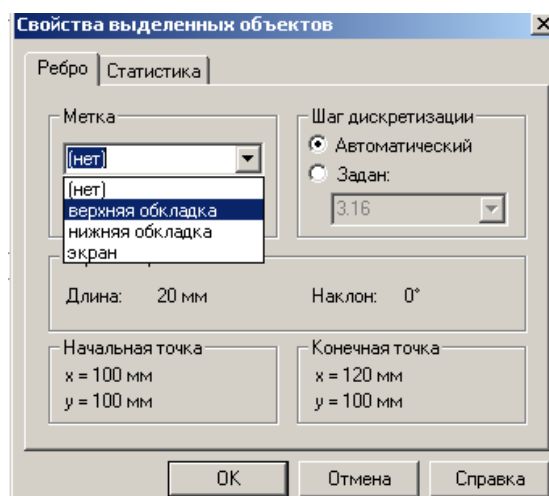 Свойства выделенных объектов
Ребро Статистика
Метка
(нет)
(нет)
верхняя обкладка
нижняя обкладка
экран
Шаг дискретизации
Автоматический
Задан:
3.16
Длина: 20 мм Наклон: 0°
Начальная точка
x = 100 мм
y = 100 мм
Конечная точка
x = 120 мм
y = 100 мм
OK Отмена Справка